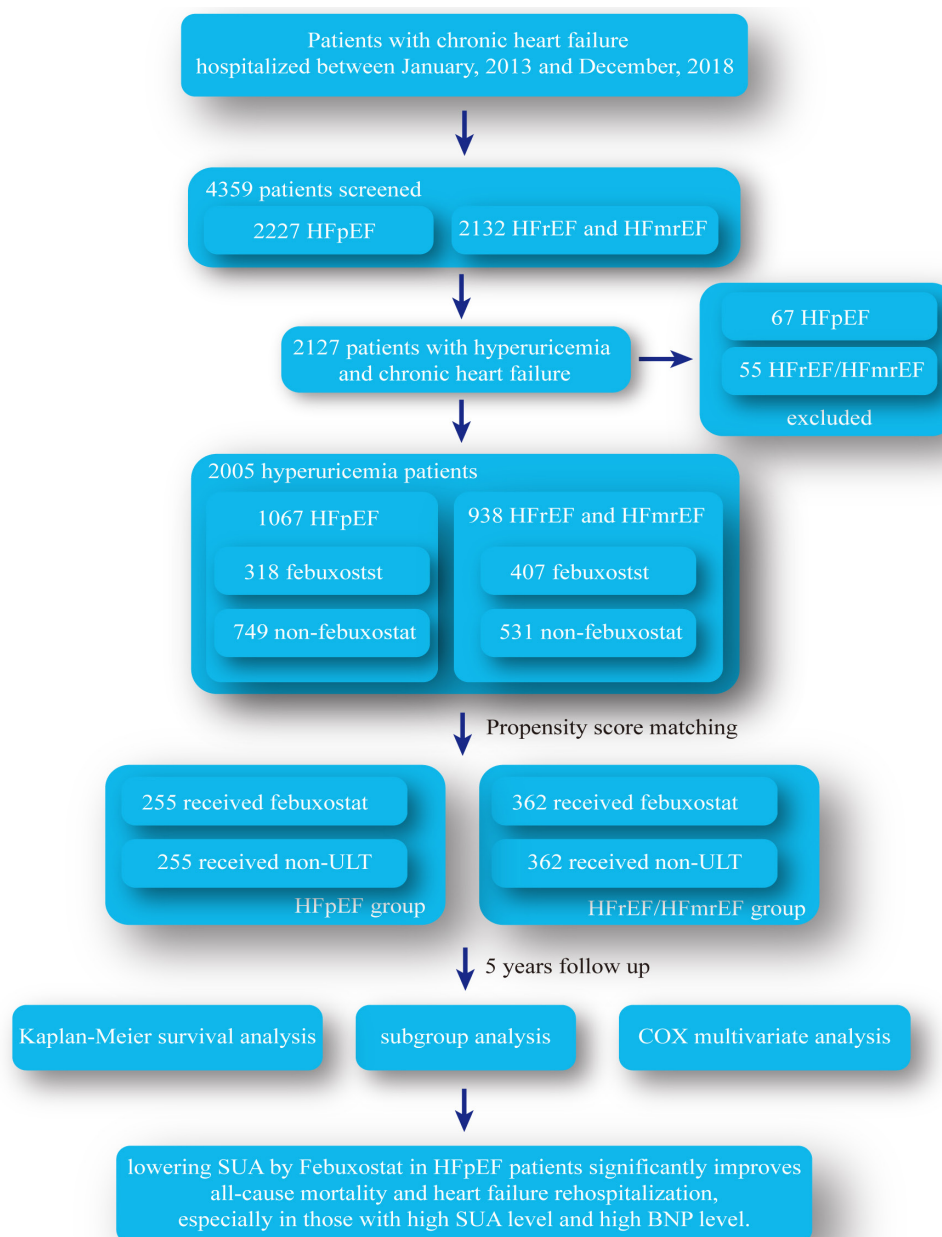 Patients with chronic heart failure
hospitalized between January, 2013 and December, 2018
4359 patients screened
2227 HFpEF
2132 HFrEF and HFmrEF
2127 patients with hyperuricemia
and chronic heart failure
67 HFpEF
55 HFrEF/HFmrEF
excluded
2005 hyperuricemia patients
1067 HFpEF
318 febuxostst
749 non-febuxostat
938 HFrEF and HFmrEF
407 febuxostst
531 non-febuxostat
Propensity score matching
255 received febuxostat
255 received non-ULT
HFpEF group
362 received febuxostat
362 received non-ULT
HFrEF/HFmrEF group
5 years follow up
Kaplan-Meier survival analysis
subgroup analysis
COX multivariate analysis
lowering SUA by Febuxostat in HFpEF patients significantly improves
all-cause mortality and heart failure rehospitalization,
especially in those with high SUA level and high BNP level.